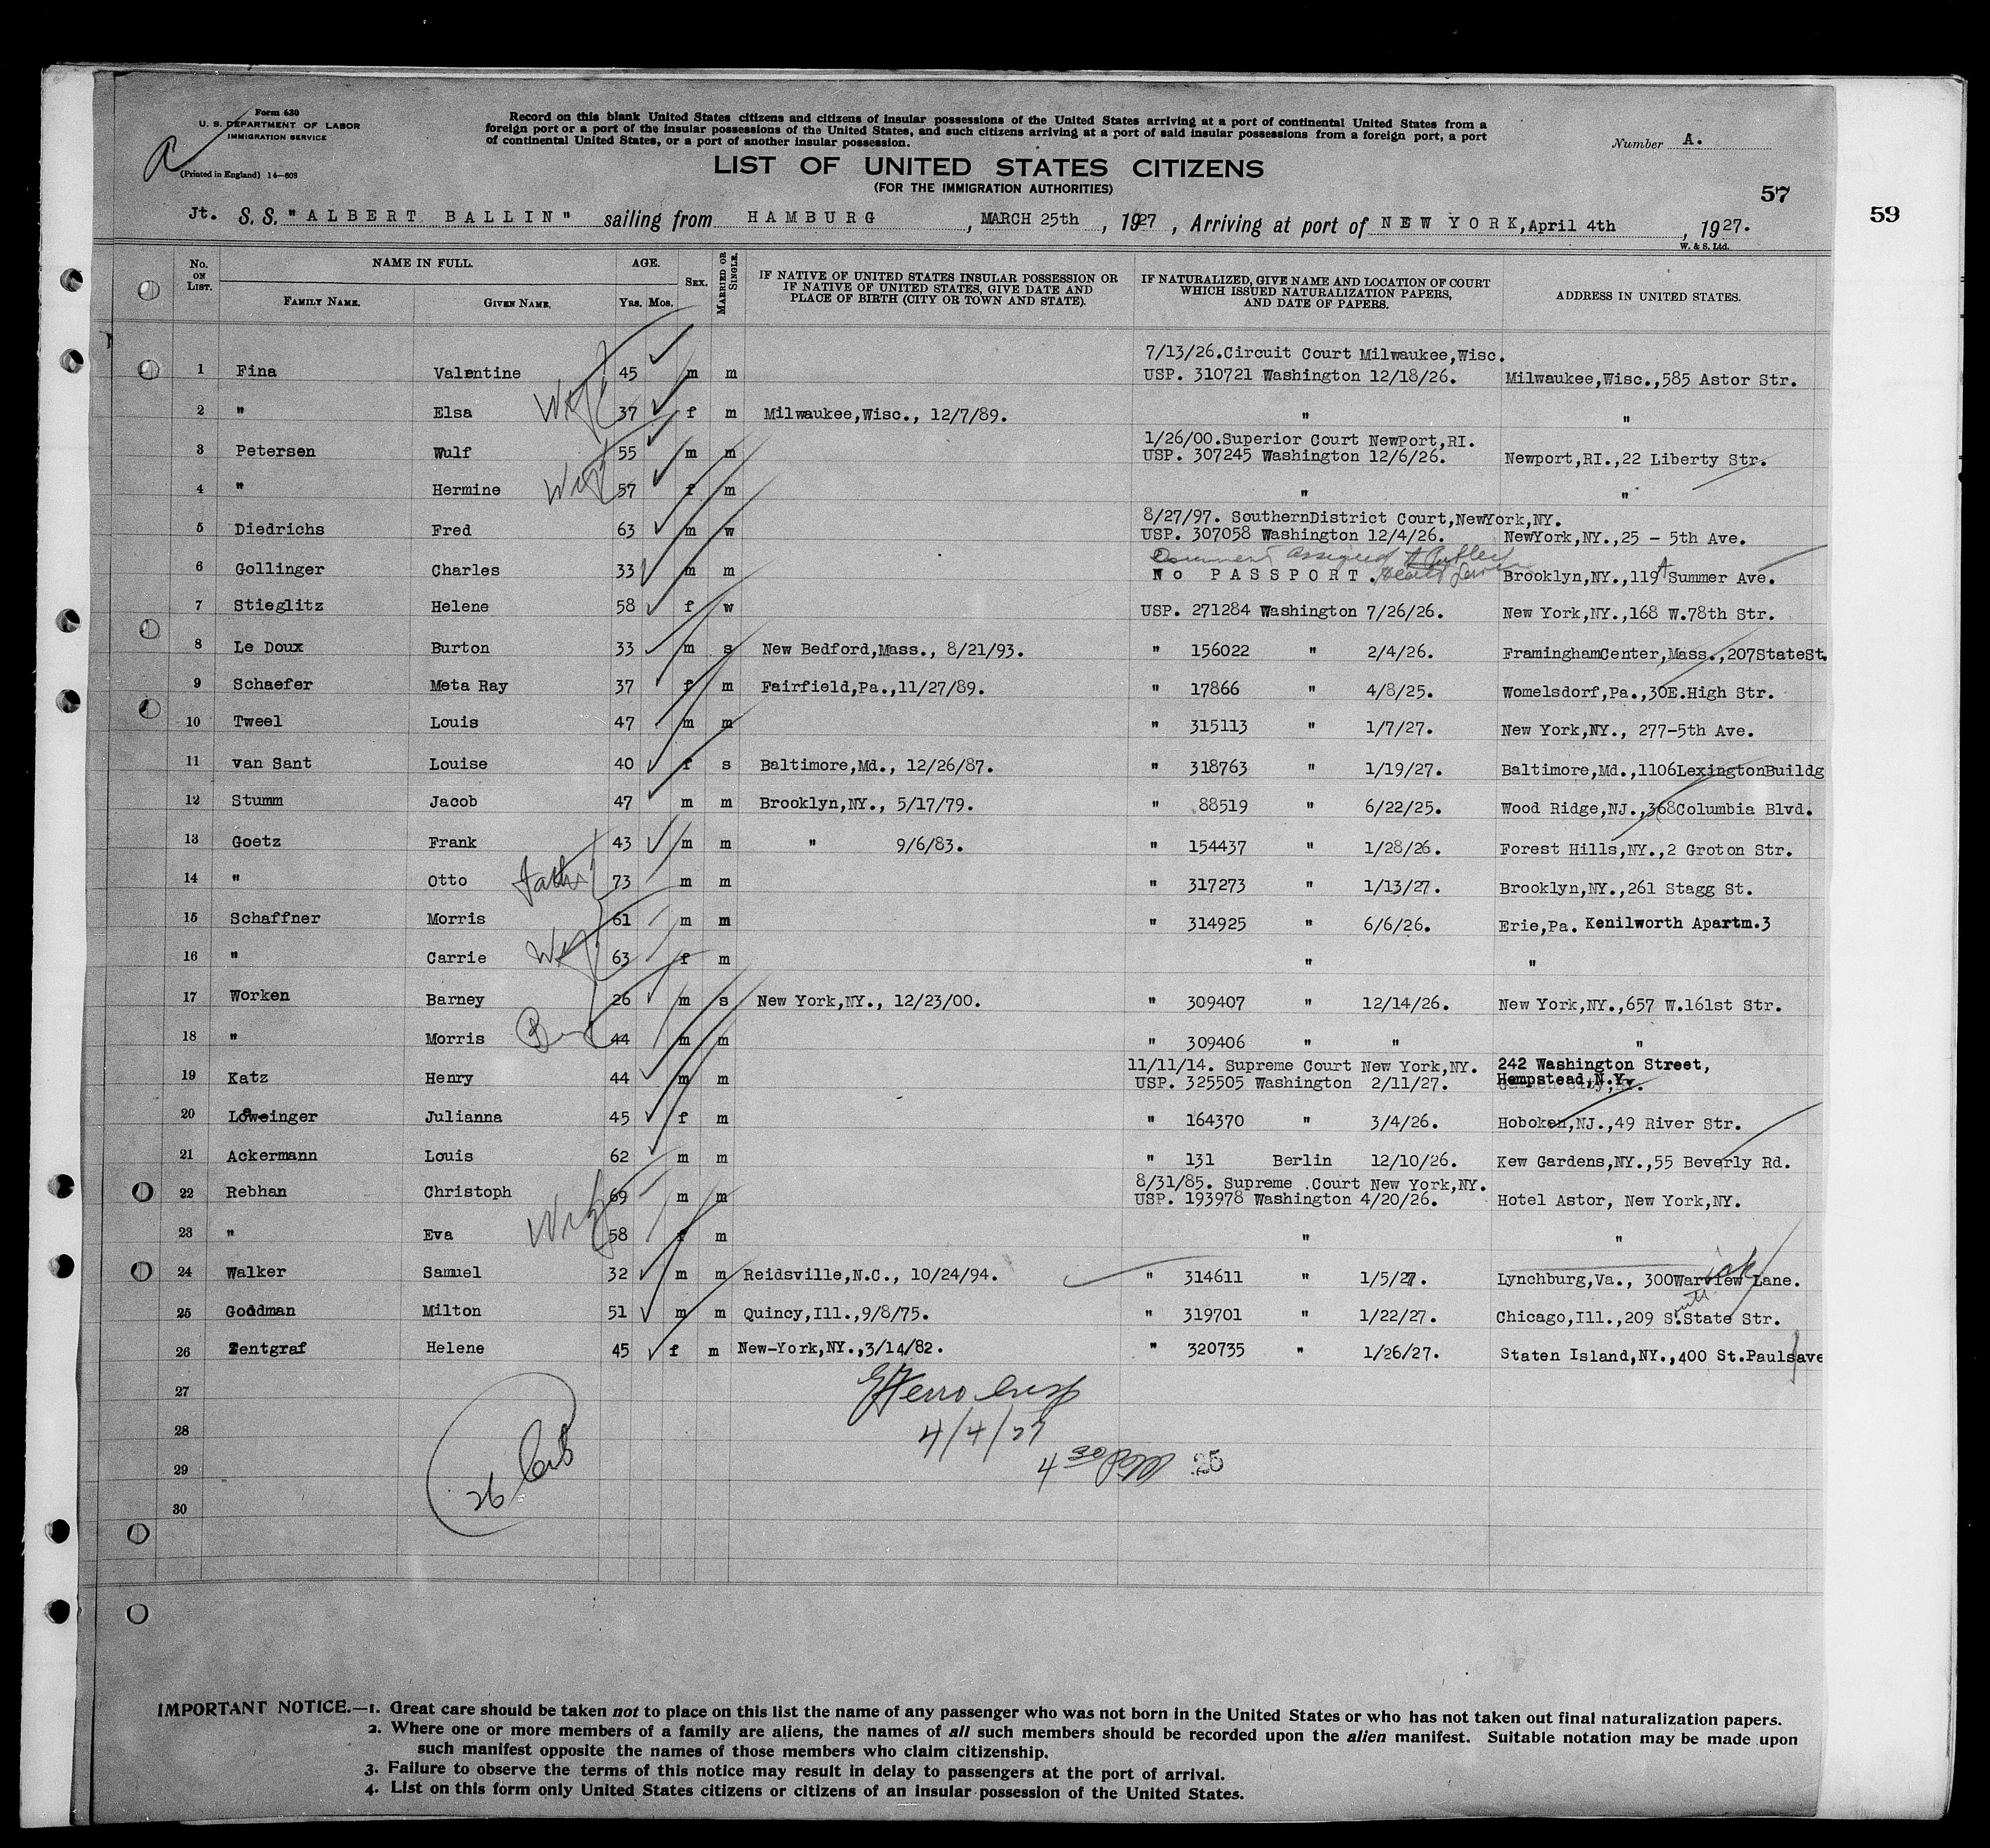 Form 630
U. S. DEPARTMENT OF LABOR
IMMIGRATION SERVICE
(Printed in England) 14—608
Record on this blank United States citizens and citizens of insular possessions of the United States arriving at a port of continental United States from a
foreign port or a port of the insular possessions of the United States, and such citizens arriving at a port of said insular possessions from a foreign port, a port
of continental United States, or a port of another insular possession.
Number A.
LIST OF UNITED STATES CITIZENS
(FOR THE IMMIGRATION AUTHORITIES)
57
59
Jt. S. S. "ALBERT BALLIN" sailing from HAMBURG, MARCH 25th, 1927, Arriving at port of NEW YORK, April 4th, 1927.
W. & S. Ltd.
No. ON LIST. NAME IN FULL. AGE. SEX. MARRIED OR SINGLE. IF NATIVE OF UNITED STATES INSULAR POSSESSION OR IF NATIVE OF UNITED STATES, GIVE DATE AND PLACE OF BIRTH (CITY OR TOWN AND STATE). IF NATURALIZED, GIVE NAME AND LOCATION OF COURT WHICH ISSUED NATURALIZATION PAPERS, AND DATE OF PAPERS. ADDRESS IN UNITED STATES.
FAMILY NAME. GIVEN NAME. YRS. MOS.
7/13/26.Circuit Court Milwaukee,Wisc.
1 Fina Valentine 45 m m USP. 310721 Washington 12/18/26. Milwaukee,Wisc.,585 Astor Str.
2 " Elsa Wife 37 f m Milwaukee,Wisc., 12/7/89. " "
1/26/00.Superior Court NewPort,RI.
3 Petersen Wulf 55 m m USP. 307245 Washington 12/6/26. Newport,RI.,22 Liberty Str.
4 " Hermine Wife 57 f m " "
8/27/97. SouthernDistrict Court,NewYork,NY.
5 Diedrichs Fred 63 m w USP. 307058 Washington 12/4/26. NewYork,NY.,25 - 5th Ave.
assigned
6 Gollinger Charles 33 m m No PASSPORT. Brooklyn,NY.,119 Summer Ave.
7 Stieglitz Helene 58 f w USP. 271284 Washington 7/26/26. New York,NY.,168 W.78th Str.
8 Le Doux Burton 33 m s New Bedford,Mass., 8/21/93. " 156022 " 2/4/26. FraminghamCenter,Mass.,207StateSt.
9 Schaefer Meta Ray 37 f m Fairfield,Pa.,11/27/89. " 17866 " 4/8/25. Womelsdorf,Pa.,30E.High Str.
10 Tweel Louis 47 m m " 315113 " 1/7/27. New York,NY., 277-5th Ave.
11 van Sant Louise 40 f s Baltimore,Md., 12/26/87. " 318763 " 1/19/27. Baltimore,Md.,1106LexingtonBuildg
12 Stumm Jacob 47 m m Brooklyn,NY., 5/17/79. " 88519 " 6/22/25. Wood Ridge,NJ.,368Columbia Blvd.
13 Goetz Frank 43 m m " 9/6/83. " 154437 " 1/28/26. Forest Hills,NY.,2 Groton Str.
14 " Otto Father 73 m m " 317273 " 1/13/27. Brooklyn,NY.,261 Stagg St.
15 Schaffner Morris 61 m m " 314925 " 6/6/26. Erie,Pa. Kenilworth Apartm.3
16 " Carrie Wife 63 f m " "
17 Worken Barney 26 m s New York,NY., 12/23/00. " 309407 " 12/14/26. New York,NY.,657 W.161st Str.
18 " Morris 44 m m " 309406 " " "
11/11/14. Supreme Court New York,NY. 242 Washington Street,
19 Katz Henry 44 m m USP. 325505 Washington 2/11/27. Hempstead,N.Y.
20 Loweinger Julianna 45 f m " 164370 " 3/4/26. Hoboken,NJ.,49 River Str.
21 Ackermann Louis 62 m m " 131 Berlin 12/10/26. Kew Gardens,NY.,55 Beverly Rd.
8/31/85. Supreme .Court New York,NY.
22 Rebhan Christoph 69 m m USP. 193978 Washington 4/20/26. Hotel Astor, New York,NY.
23 " Eva Wife 58 f m " "
24 Walker Samuel 32 m m Reidsville,N.C., 10/24/94. " 314611 " 1/5/27. Lynchburg,Va., 300Warview Lane.
25 Goodman Milton 51 m m Quincy,Ill.,9/8/75. " 319701 " 1/22/27. Chicago,Ill.,209 S.State Str.
26 Zentgraf Helene 45 f m New-York,NY.,3/14/82. " 320735 " 1/26/27. Staten Island,NY.,400 St.Paulsave
27
28 4/4/27
29 4 30 PM 25
30
26
IMPORTANT NOTICE.—1. Great care should be taken not to place on this list the name of any passenger who was not born in the United States or who has not taken out final naturalization papers.
2. Where one or more members of a family are aliens, the names of all such members should be recorded upon the alien manifest. Suitable notation may be made upon
such manifest opposite the names of those members who claim citizenship.
3. Failure to observe the terms of this notice may result in delay to passengers at the port of arrival.
4. List on this form only United States citizens or citizens of an insular possession of the United States.